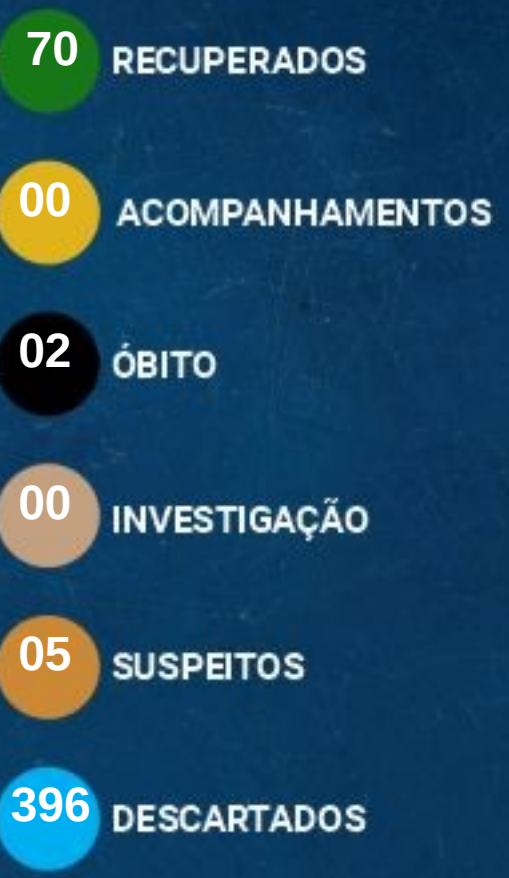 70 RECUPERADOS
00 ACOMPANHAMENTOS
02 ÓBITO
00 INVESTIGAÇÃO
05 SUSPEITOS
396 DESCARTADOS